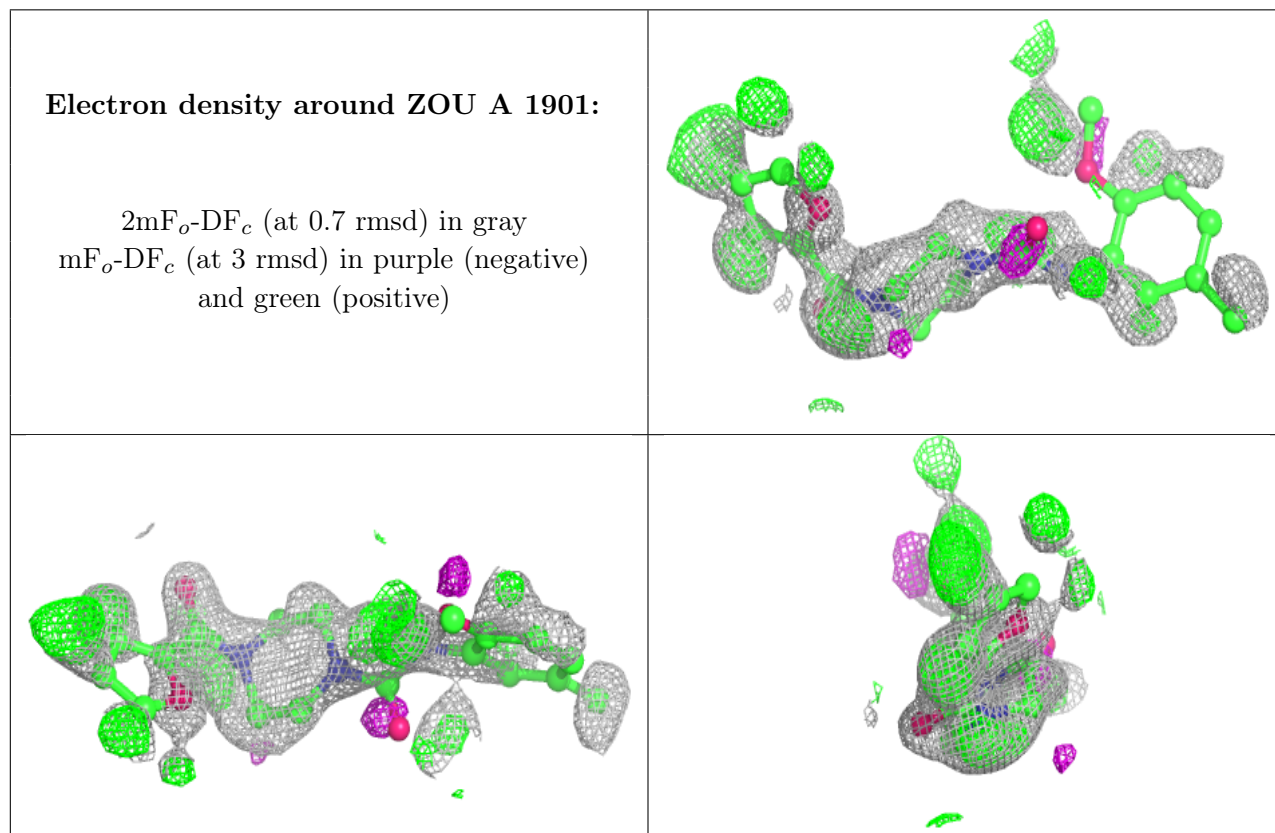 Electron density around ZOU A 1901:
2mFo-DFc (at 0.7 rmsd) in gray
mFo-DFc (at 3 rmsd) in purple (negative)
and green (positive)